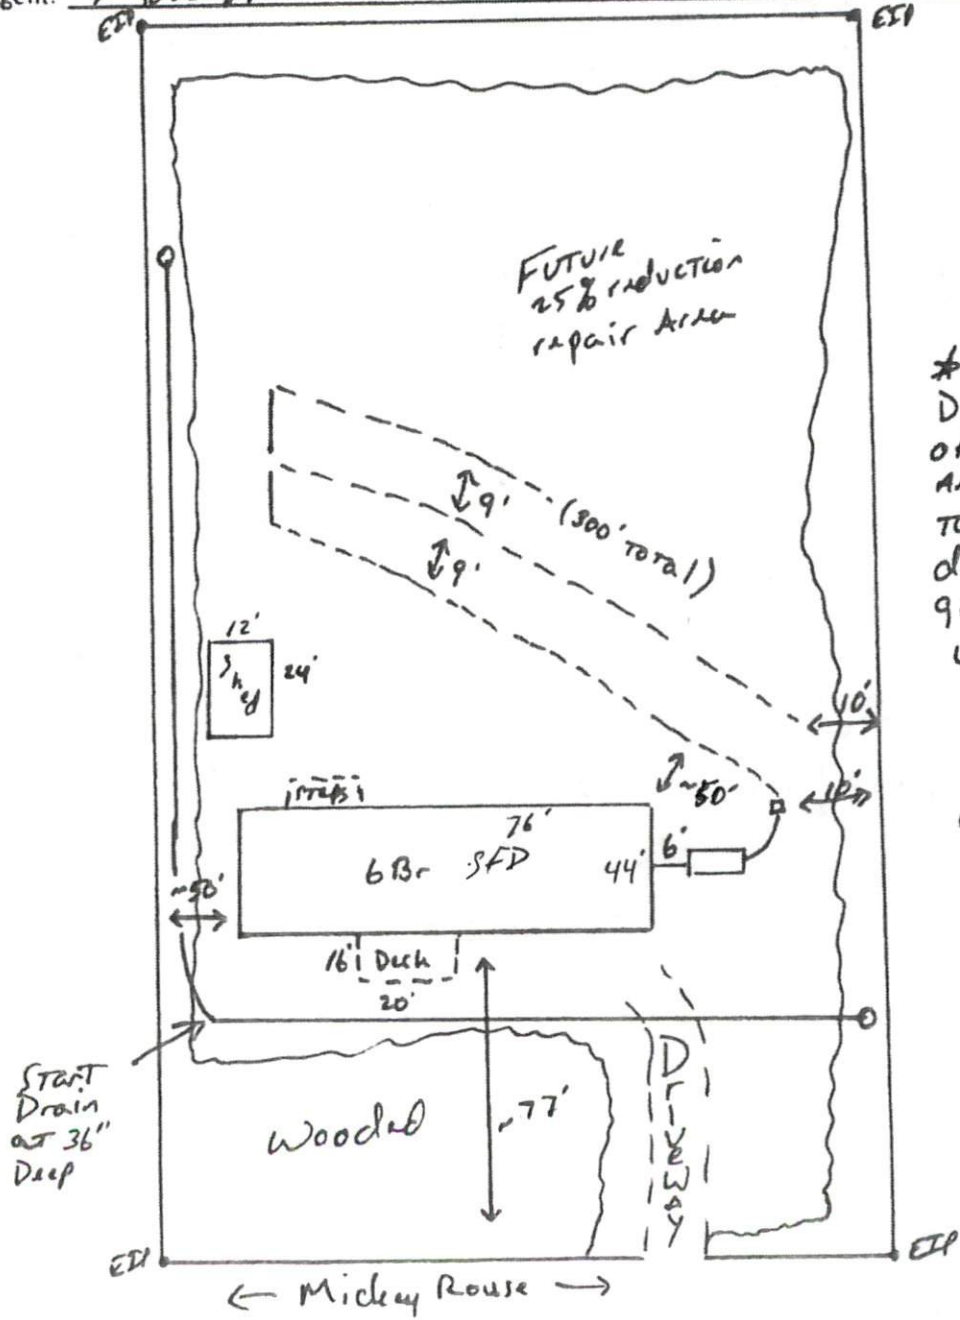 EIP
EIP
Future
25% reduction
repair Area
9'
(300' Total)
9'
12'
Shed
24'
10'
~50'
10'
steps
76'
6 Br SFD
44'
6'
~50'
16'
Deck
20'
Start
Drain
at 36"
Deep
Wooded
~77'
Driveway
EIP
EIP
← Mickey Rouse →
*
D